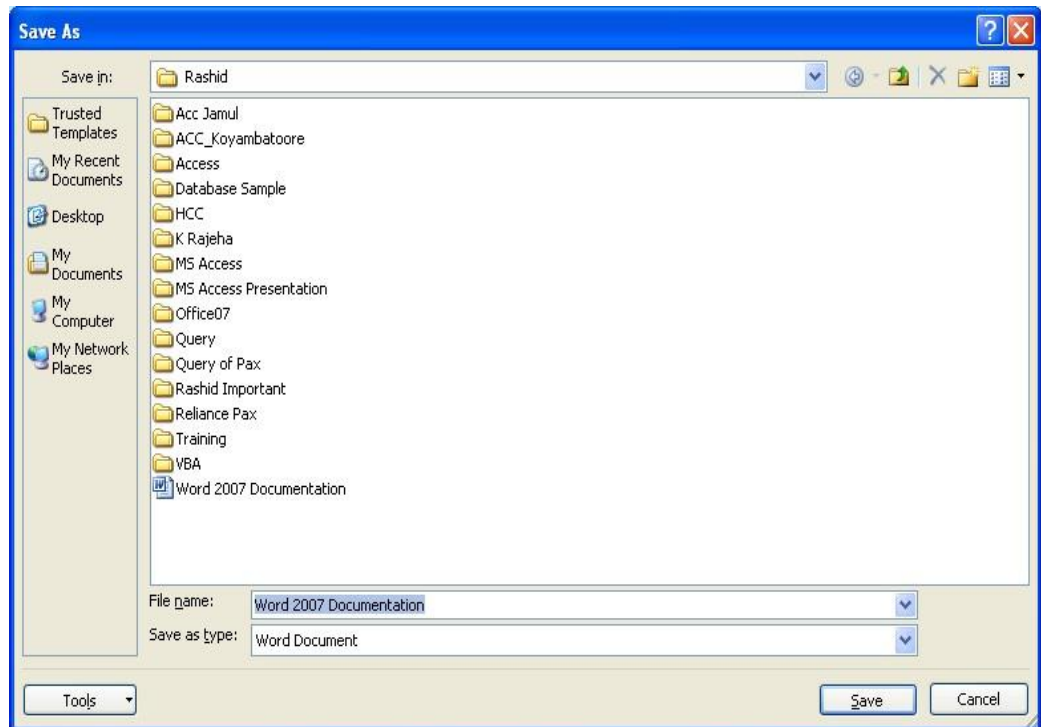 Save As
Save in:
Rashid
Trusted
Templates
My Recent
Documents
Desktop
My
Documents
My
Computer
My Network
Places
Acc Jamul
ACC_Koyambatoore
Access
Database Sample
HCC
K Rajeha
MS Access
MS Access Presentation
Office07
Query
Query of Pax
Rashid Important
Reliance Pax
Training
VBA
Word 2007 Documentation
File name:
Word 2007 Documentation
Save as type:
Word Document
Tools
Save
Cancel